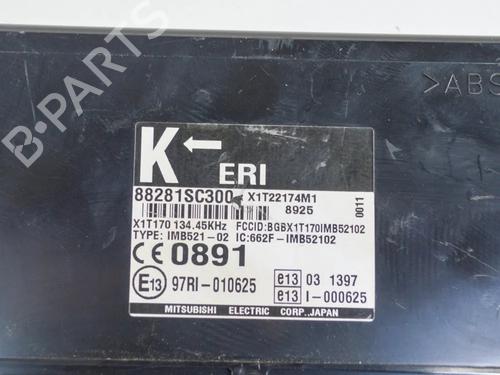 >ABS
K ← ERI
88281SC300 X1T22174M1
8925
0011
X1T170 134.45KHz FCCID:BGBX1T170IMB52102
TYPE: IMB521-02 IC:662F-IMB52102
CE 0891
E13 97RI-010625
e13 03 1397
e13 I-000625
MITSUBISHI ELECTRIC CORP.,JAPAN
B-PARTS